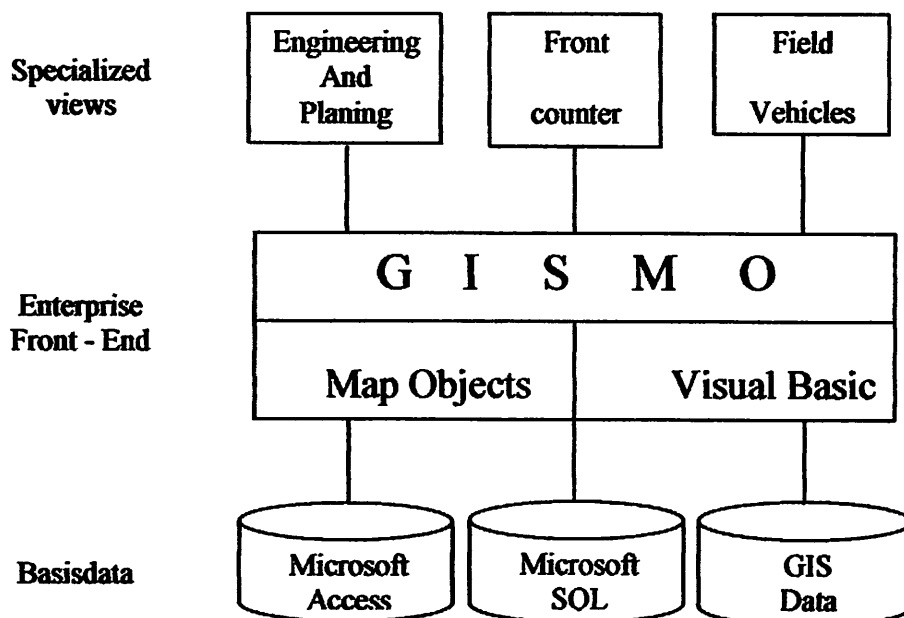 Specialized
views
Engineering
And
Planing
Front
counter
Field
Vehicles
Enterprise
Front - End
G I S M O
Map Objects
Visual Basic
Basisdata
Microsoft
Access
Microsoft
SQL
GIS
Data